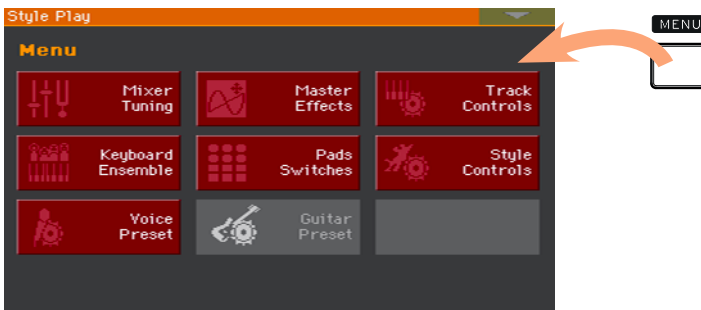 Style Play
MENU
Menu
Mixer
Tuning
Master
Effects
Track
Controls
Keyboard
Ensemble
Pads
Switches
Style
Controls
Voice
Preset
Guitar
Preset